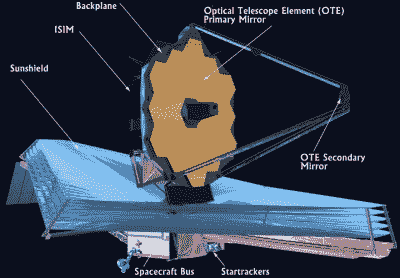 Backplane
Optical Telescope Element (OTE)
Primary Mirror
ISIM
Sunshield
OTE Secondary
Mirror
Spacecraft Bus
Startrackers